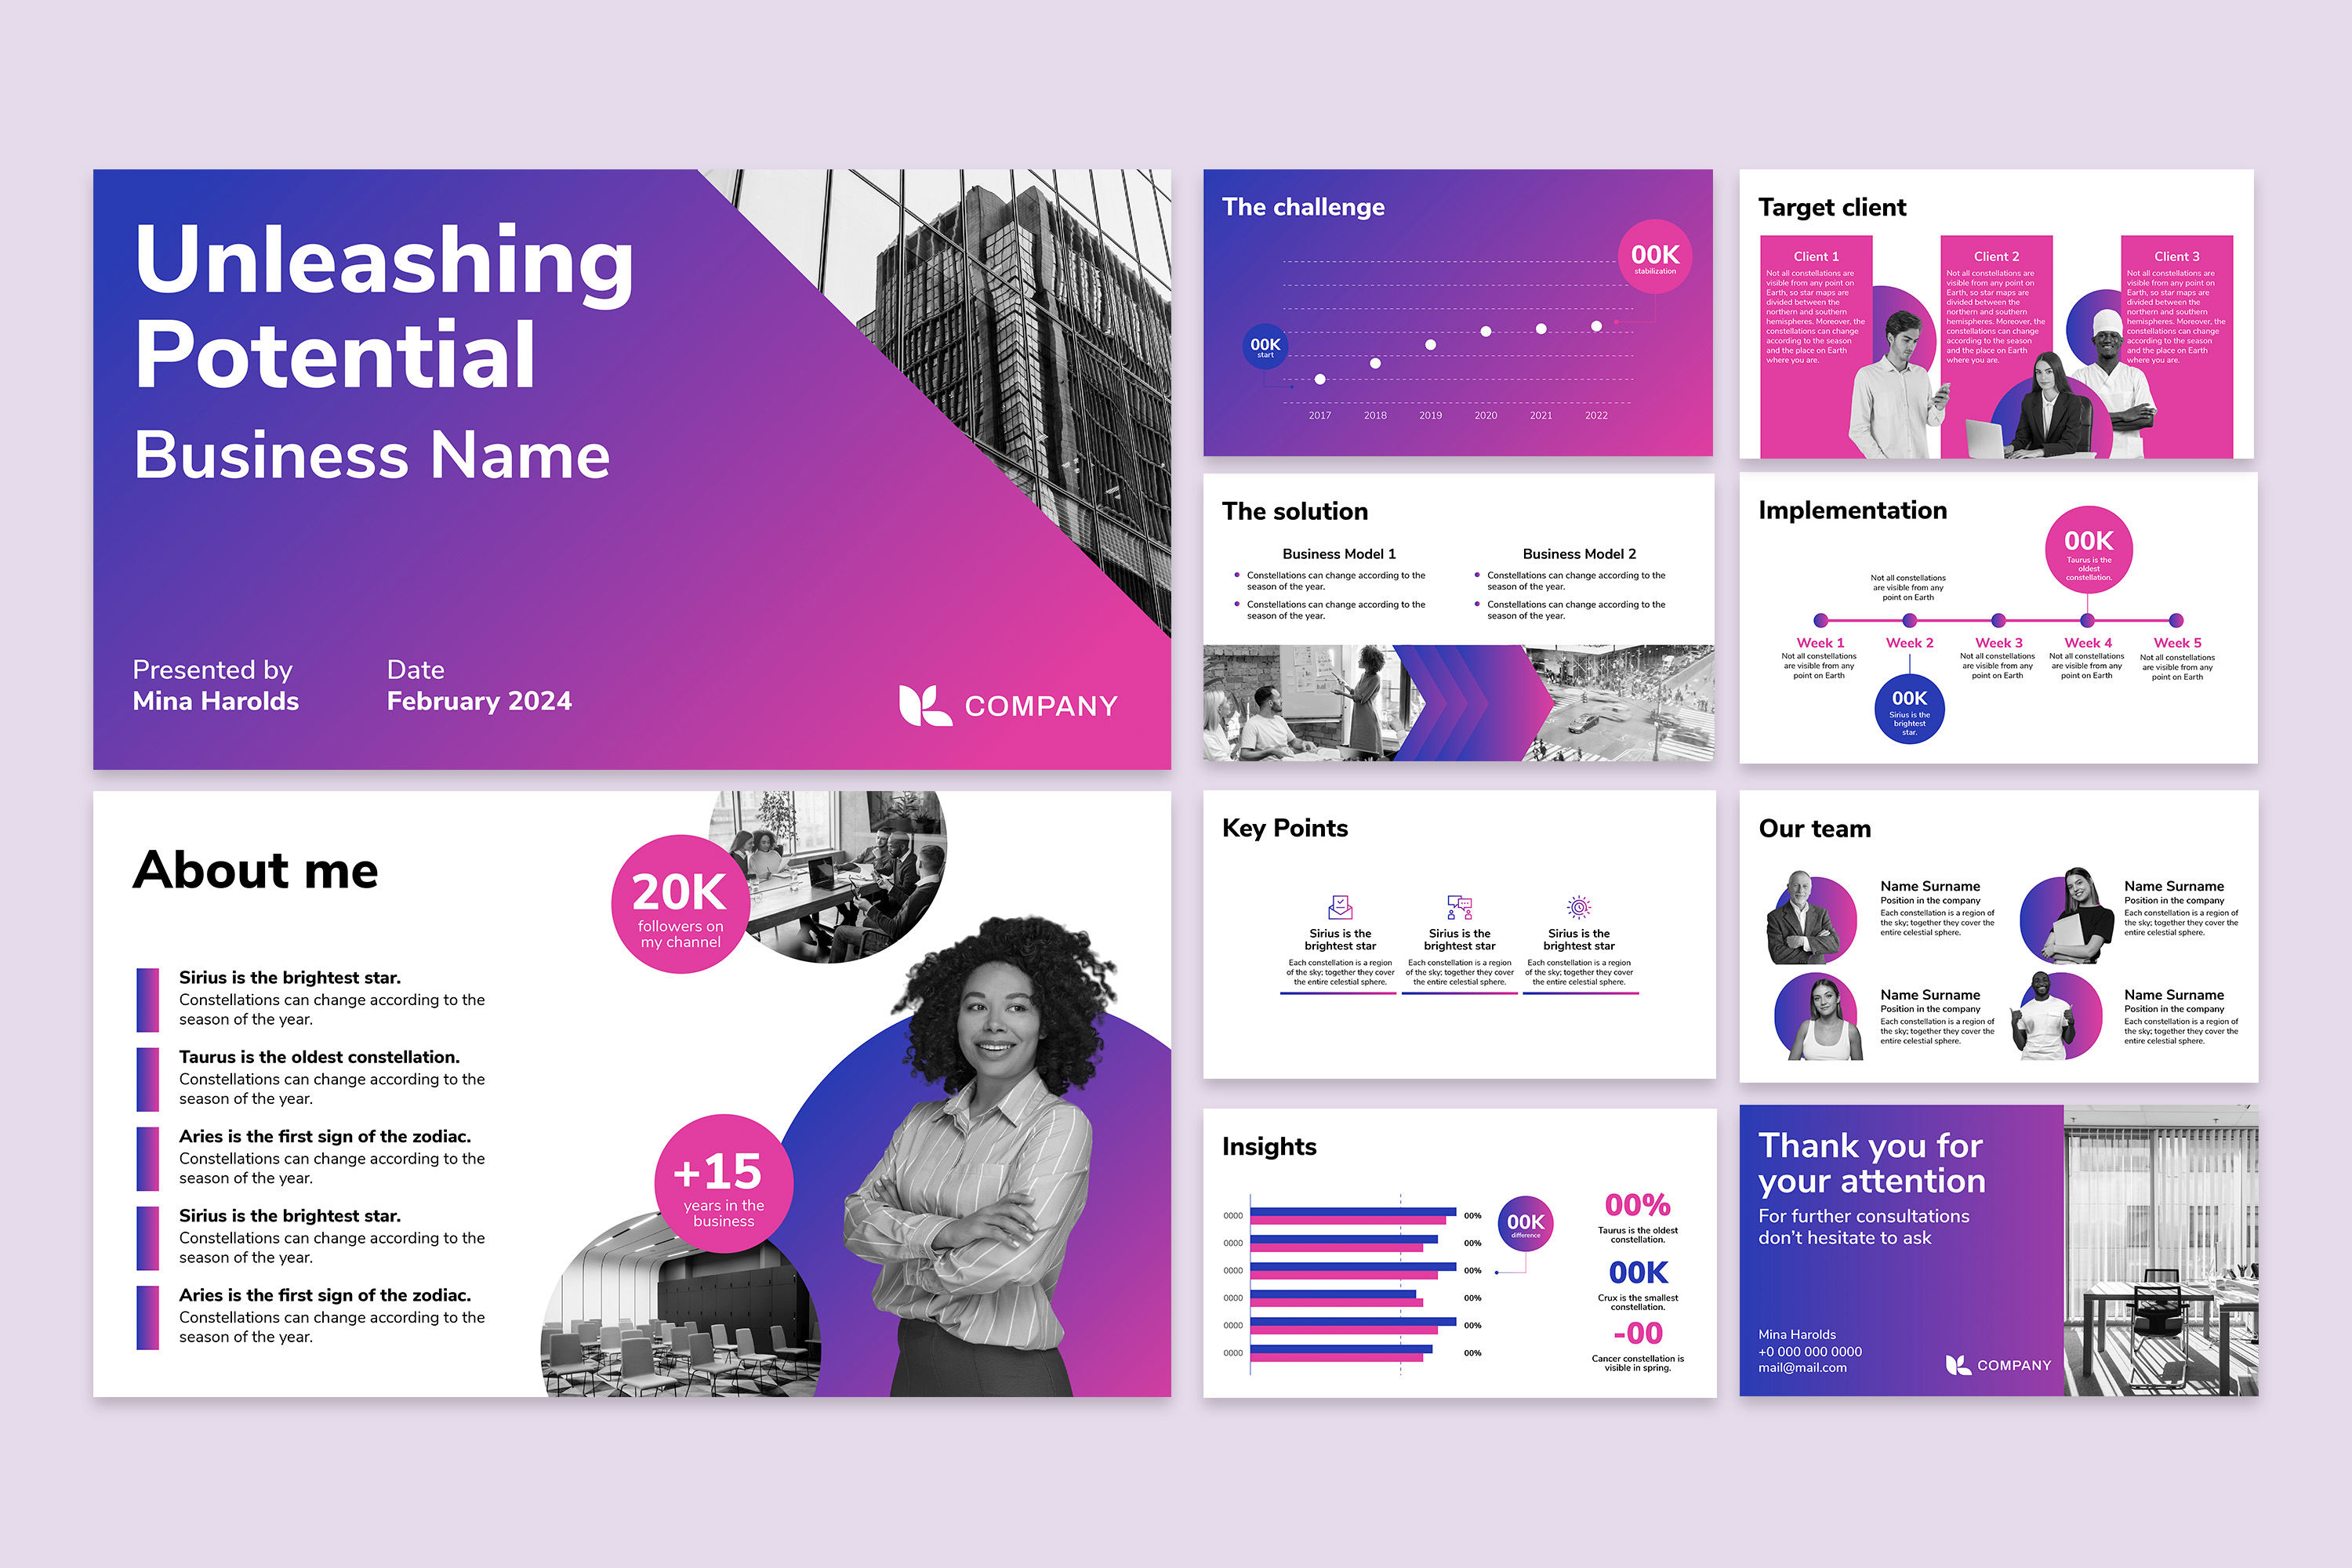 Unleashing
Potential
Business Name
Presented by
Mina Harolds
Date
February 2024
COMPANY
About me
Sirius is the brightest star.
Constellations can change according to the
season of the year.
Taurus is the oldest constellation.
Constellations can change according to the
season of the year.
Aries is the first sign of the zodiac.
Constellations can change according to the
season of the year.
Sirius is the brightest star.
Constellations can change according to the
season of the year.
Aries is the first sign of the zodiac.
Constellations can change according to the
season of the year.
20K
followers on
my channel
+15
years in the
business
The challenge
00K
start
00K
stabilization
2017 2018 2019 2020 2021 2022
The solution
Business Model 1
Constellations can change according to the
season of the year.
Constellations can change according to the
season of the year.
Business Model 2
Constellations can change according to the
season of the year.
Constellations can change according to the
season of the year.
Key Points
Sirius is the
brightest star
Each constellation is a region
of the sky; together they cover
the entire celestial sphere.
Sirius is the
brightest star
Each constellation is a region
of the sky; together they cover
the entire celestial sphere.
Sirius is the
brightest star
Each constellation is a region
of the sky; together they cover
the entire celestial sphere.
Insights
0000 00%
0000 00%
0000 00%
0000 00%
0000 00%
0000 00%
00K
difference
00%
Taurus is the oldest
constellation.
00K
Crux is the smallest
constellation.
-00
Cancer constellation is
visible in spring.
Target client
Client 1
Not all constellations are
visible from any point on
Earth, so star maps are
divided between the
northern and southern
hemispheres. Moreover, the
constellations can change
according to the season
and the place on Earth
where you are.
Client 2
Not all constellations are
visible from any point on
Earth, so star maps are
divided between the
northern and southern
hemispheres. Moreover, the
constellations can change
according to the season
and the place on Earth
where you are.
Client 3
Not all constellations are
visible from any point on
Earth, so star maps are
divided between the
northern and southern
hemispheres. Moreover, the
constellations can change
according to the season
and the place on Earth
where you are.
Implementation
Week 1
Not all constellations
are visible from any
point on Earth
Not all constellations
are visible from any
point on Earth
Week 2
00K
Sirius is the
brightest
star.
Week 3
Not all constellations
are visible from any
point on Earth
00K
Taurus is the
oldest
constellation.
Week 4
Not all constellations
are visible from any
point on Earth
Week 5
Not all constellations
are visible from any
point on Earth
Our team
Name Surname
Position in the company
Each constellation is a region of
the sky; together they cover the
entire celestial sphere.
Name Surname
Position in the company
Each constellation is a region of
the sky; together they cover the
entire celestial sphere.
Name Surname
Position in the company
Each constellation is a region of
the sky; together they cover the
entire celestial sphere.
Name Surname
Position in the company
Each constellation is a region of
the sky; together they cover the
entire celestial sphere.
Thank you for
your attention
For further consultations
don't hesitate to ask
Mina Harolds
+0 000 000 0000
mail@mail.com
COMPANY